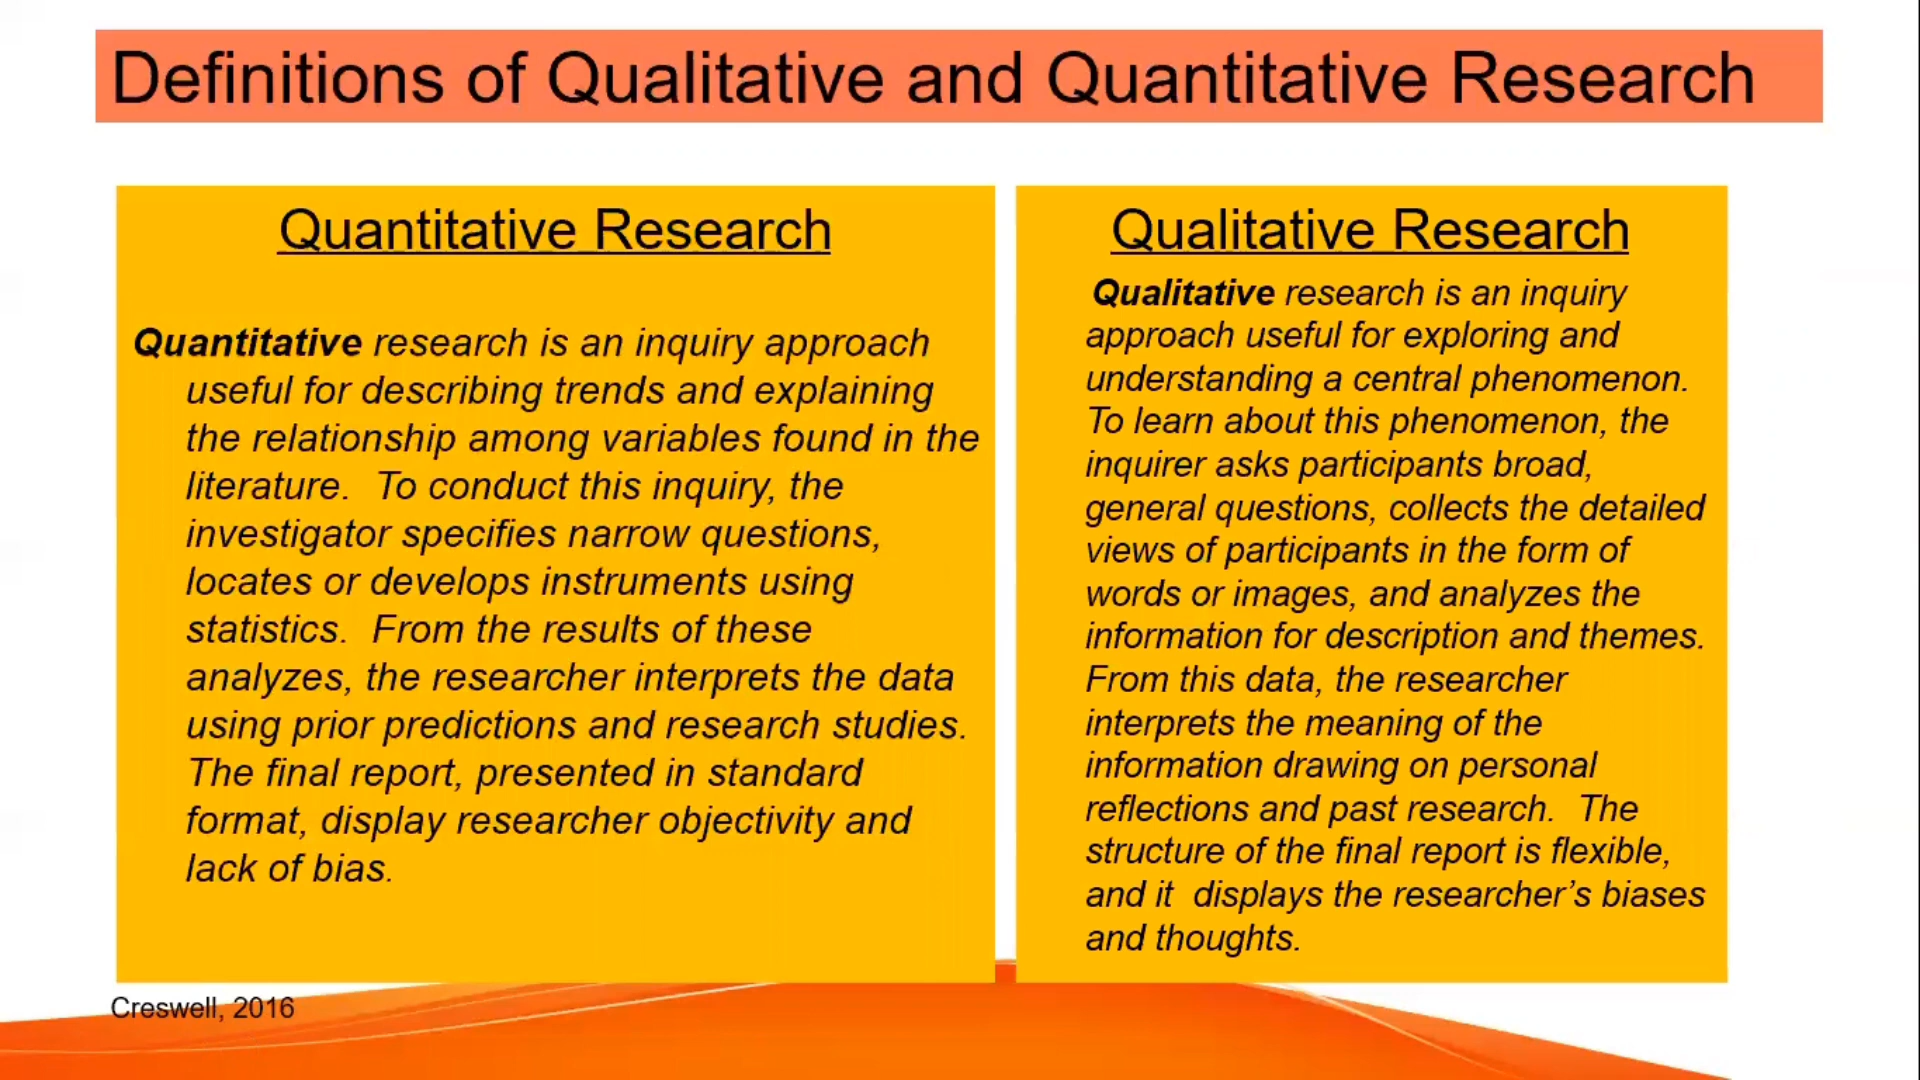 Definitions of Qualitative and Quantitative Research
Quantitative Research
Quantitative research is an inquiry approach
useful for describing trends and explaining
the relationship among variables found in the
literature.  To conduct this inquiry, the
investigator specifies narrow questions,
locates or develops instruments using
statistics.  From the results of these
analyzes, the researcher interprets the data
using prior predictions and research studies.
The final report, presented in standard
format, display researcher objectivity and
lack of bias.
Qualitative Research
Qualitative research is an inquiry
approach useful for exploring and
understanding a central phenomenon.
To learn about this phenomenon, the
inquirer asks participants broad,
general questions, collects the detailed
views of participants in the form of
words or images, and analyzes the
information for description and themes.
From this data, the researcher
interprets the meaning of the
information drawing on personal
reflections and past research.  The
structure of the final report is flexible,
and it  displays the researcher’s biases
and thoughts.
Creswell, 2016